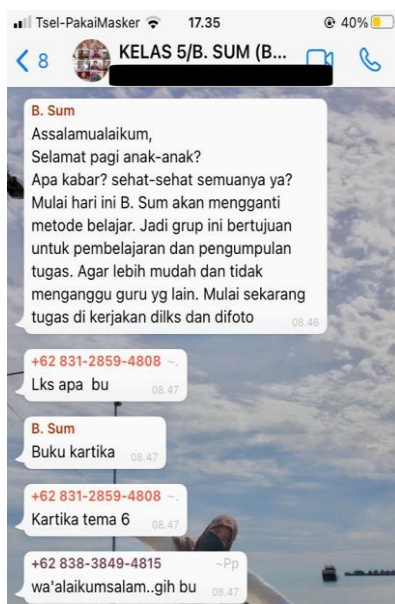 Tsel-PakaiMasker 17.35 40%
8 KELAS 5/B. SUM (B...
B. Sum
Assalamualaikum,
Selamat pagi anak-anak?
Apa kabar? sehat-sehat semuanya ya?
Mulai hari ini B. Sum akan mengganti
metode belajar. Jadi grup ini bertujuan
untuk pembelajaran dan pengumpulan
tugas. Agar lebih mudah dan tidak
menganggu guru yg lain. Mulai sekarang
tugas di kerjakan dilks dan difoto 08.46
+62 831-2859-4808 ~.
Lks apa bu 08.47
B. Sum
Buku kartika 08.47
+62 831-2859-4808 ~.
Kartika tema 6 08.47
+62 838-3849-4815 ~Pp
wa'alaikumsalam..gih bu 08.47